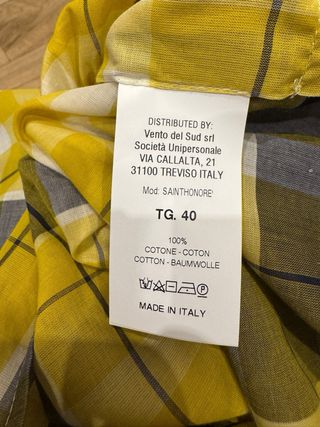 DISTRIBUTED BY:
Vento del Sud srl
Società Unipersonale
VIA CALLALTA, 21
31100 TREVISO ITALY
Mod: SAINTHONORE'
TG. 40
100%
COTONE - COTON
COTTON - BAUMWOLLE
MADE IN ITALY